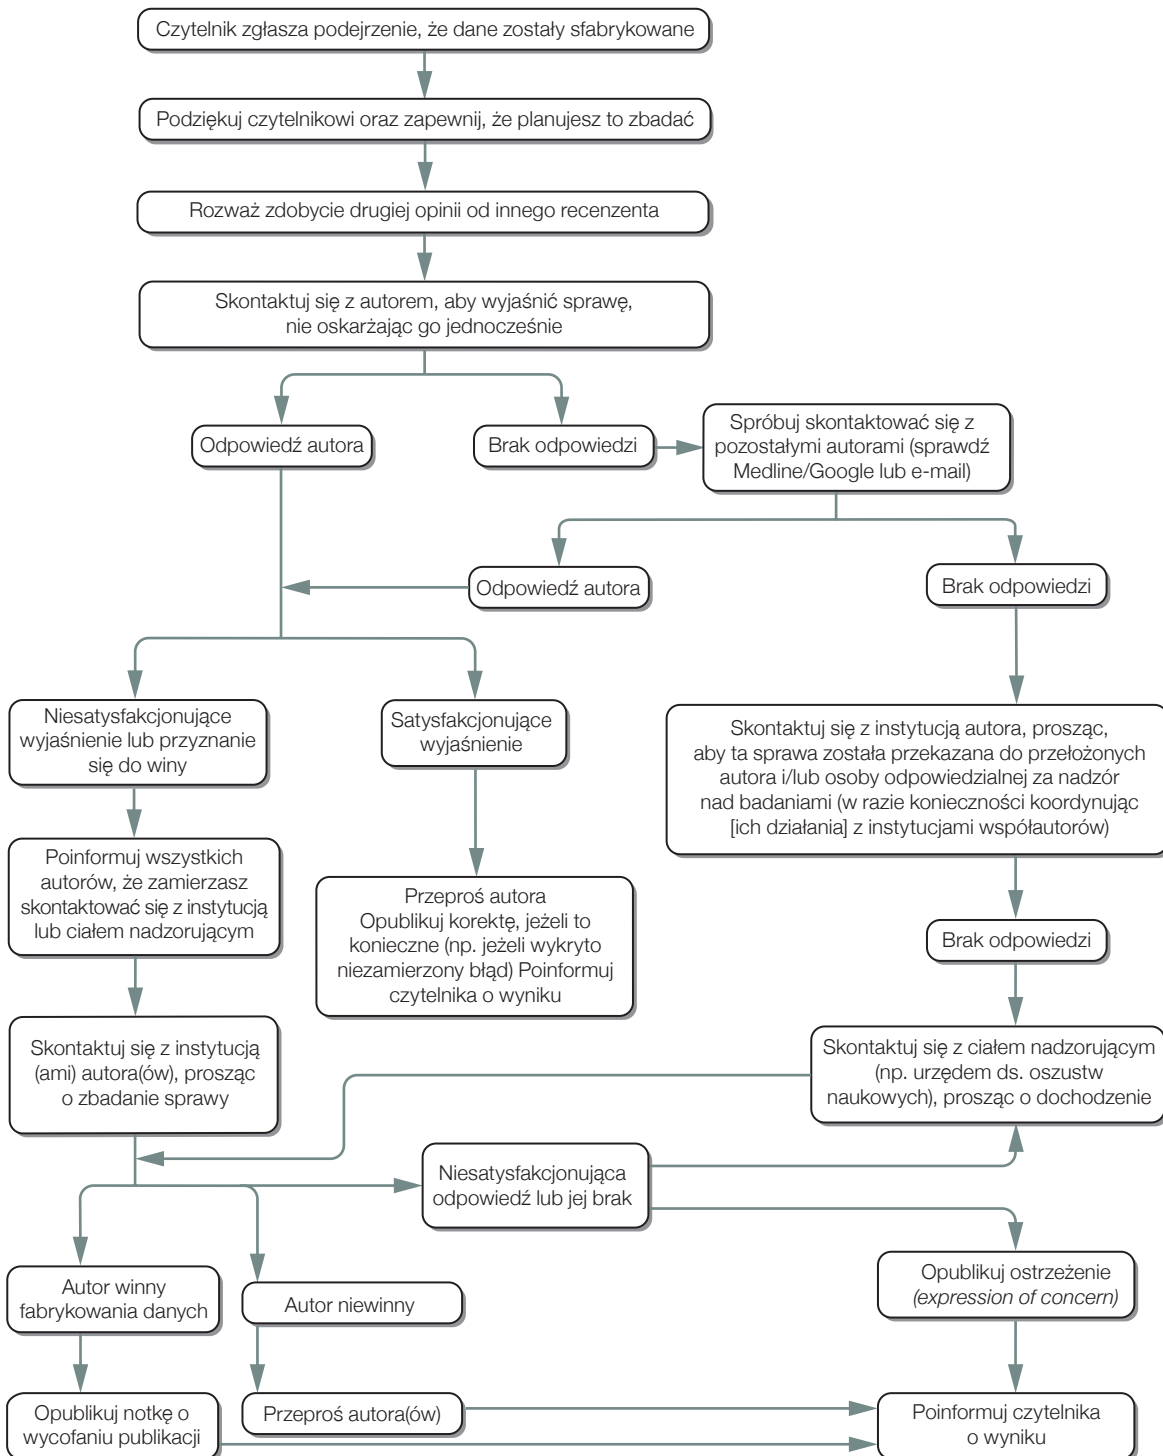 Czytelnik zgłasza podejrzenie, że dane zostały sfabrykowane
Podziękuj czytelnikowi oraz zapewnij, że planujesz to zbadać
Rozważ zdobycie drugiej opinii od innego recenzenta
Skontaktuj się z autorem, aby wyjaśnić sprawę,
nie oskarżając go jednocześnie
Odpowiedź autora
Brak odpowiedzi
Spróbuj skontaktować się z
pozostałymi autorami (sprawdź
Medline/Google lub e-mail)
Odpowiedź autora
Brak odpowiedzi
Niesatysfakcjonujące
wyjaśnienie lub przyznanie
się do winy
Satysfakcjonujące
wyjaśnienie
Skontaktuj się z instytucją autora, prosząc,
aby ta sprawa została przekazana do przełożonych
autora i/lub osoby odpowiedzialnej za nadzór
nad badaniami (w razie konieczności koordynując
[ich działania] z instytucjami współautorów)
Poinformuj wszystkich
autorów, że zamierzasz
skontaktować się z instytucją
lub ciałem nadzorującym
Przeproś autora
Opublikuj korektę, jeżeli to
konieczne (np. jeżeli wykryto
niezamierzony błąd) Poinformuj
czytelnika o wyniku
Brak odpowiedzi
Skontaktuj się z instytucją
(ami) autora(ów), prosząc
o zbadanie sprawy
Skontaktuj się z ciałem nadzorującym
(np. urzędem ds. oszustw
naukowych), prosząc o dochodzenie
Niesatysfakcjonująca
odpowiedź lub jej brak
Autor winny
fabrykowania danych
Autor niewinny
Opublikuj ostrzeżenie
(expression of concern)
Opublikuj notkę o
wycofaniu publikacji
Przeproś autora(ów)
Poinformuj czytelnika
o wyniku